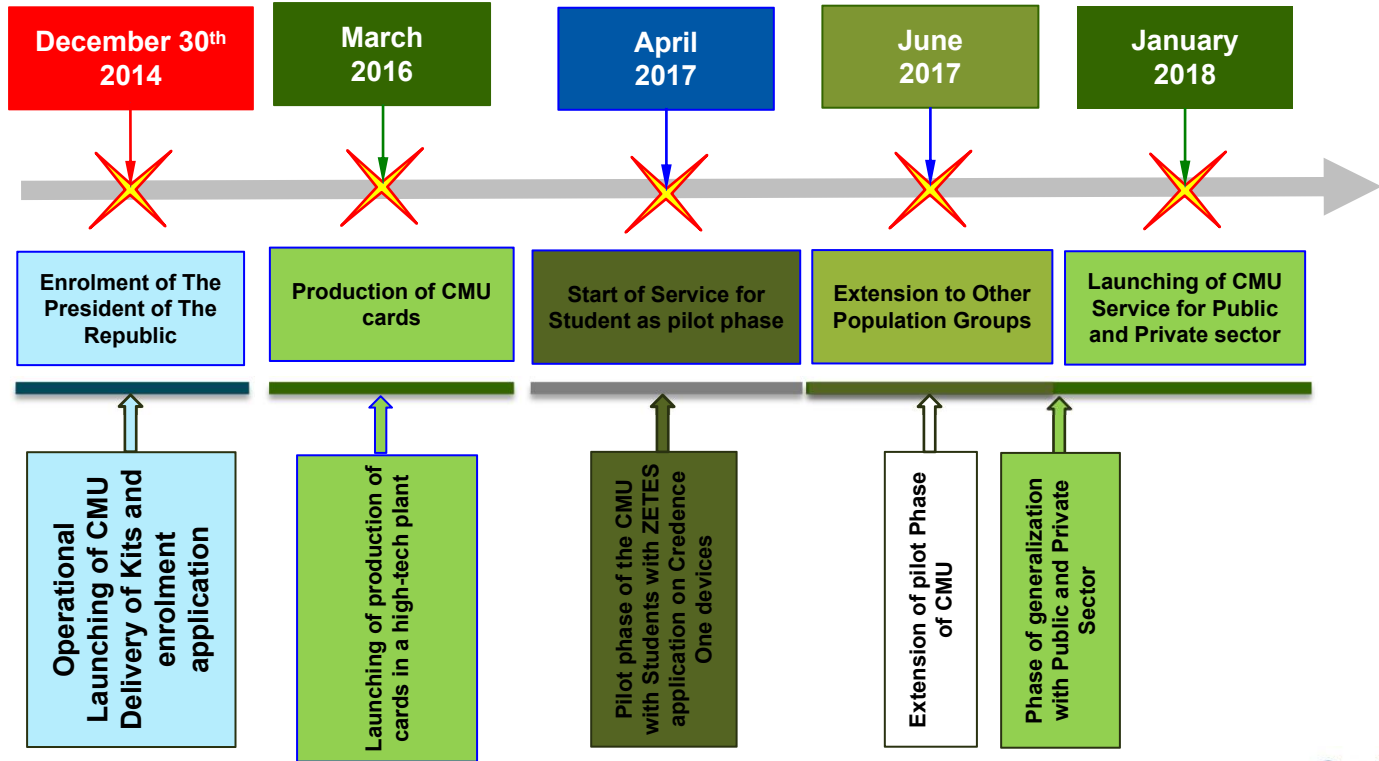 December 30th
2014
March
2016
April
2017
June
2017
January
2018
Enrolment of The
President of The
Republic
Production of CMU
cards
Start of Service for
Student as pilot phase
Extension to Other
Population Groups
Launching of CMU
Service for Public
and Private sector
Operational
Launching of CMU
Delivery of Kits and
enrolment
application
Launching of production of
cards in a high-tech plant
Pilot phase of the CMU
with Students with ZETES
application on Credence
One devices
Extension of pilot Phase
of CMU
Phase of generalization
with Public and Private
Sector